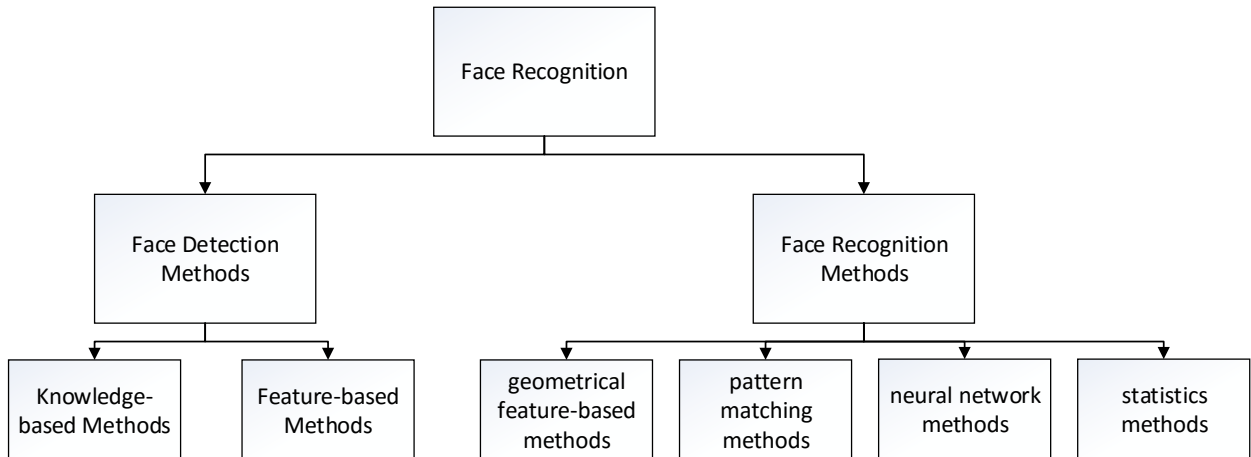 Face Recognition
Face Detection
Methods
Face Recognition
Methods
Knowledge-
based Methods
Feature-based
Methods
geometrical
feature-based
methods
pattern
matching
methods
neural network
methods
statistics
methods